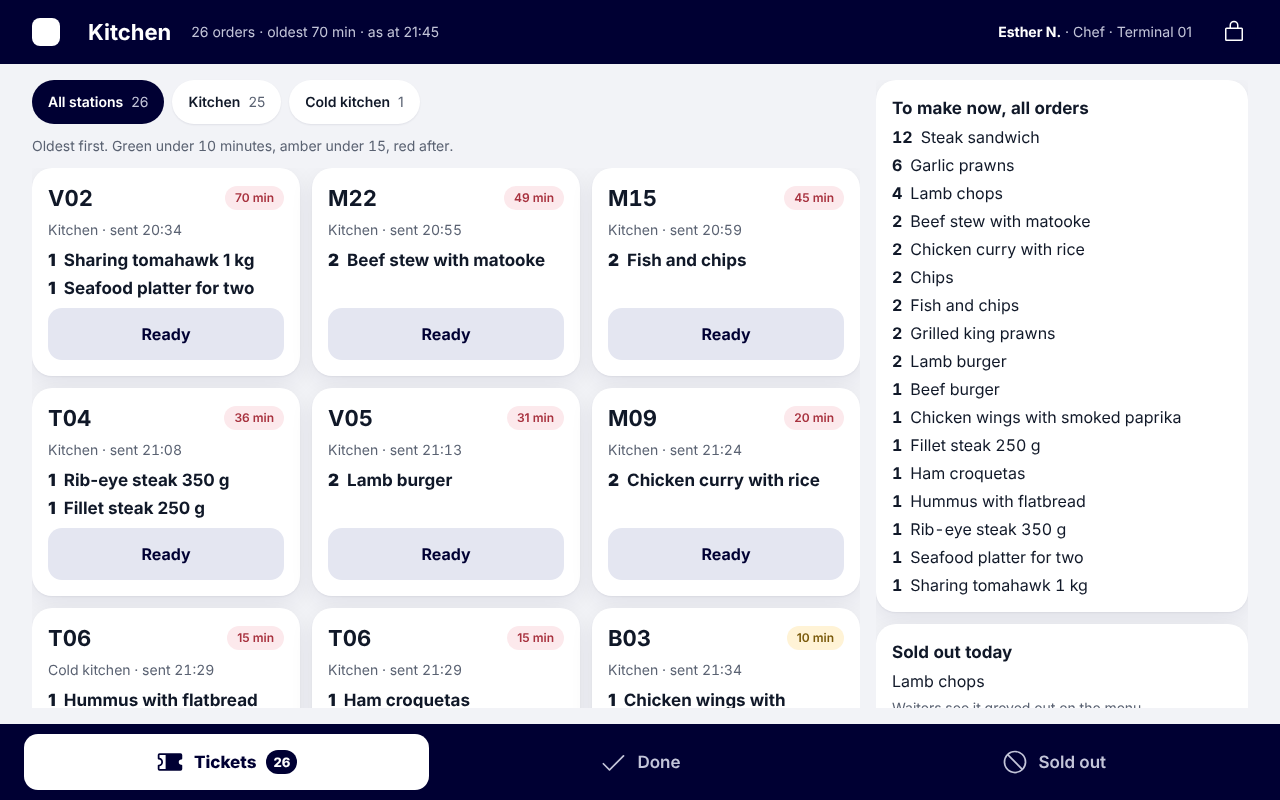 Kitchen
26 orders · oldest 70 min · as at 21:45
Esther N. · Chef · Terminal 01
All stations 26
Kitchen 25
Cold kitchen 1
Oldest first. Green under 10 minutes, amber under 15, red after.
V02
70 min
Kitchen · sent 20:34
1 Sharing tomahawk 1 kg
1 Seafood platter for two
Ready
M22
49 min
Kitchen · sent 20:55
2 Beef stew with matooke
Ready
M15
45 min
Kitchen · sent 20:59
2 Fish and chips
Ready
T04
36 min
Kitchen · sent 21:08
1 Rib-eye steak 350 g
1 Fillet steak 250 g
Ready
V05
31 min
Kitchen · sent 21:13
2 Lamb burger
Ready
M09
20 min
Kitchen · sent 21:24
2 Chicken curry with rice
Ready
T06
15 min
Cold kitchen · sent 21:29
1 Hummus with flatbread
T06
15 min
Kitchen · sent 21:29
1 Ham croquetas
B03
10 min
Kitchen · sent 21:34
1 Chicken wings with
To make now, all orders
12 Steak sandwich
6 Garlic prawns
4 Lamb chops
2 Beef stew with matooke
2 Chicken curry with rice
2 Chips
2 Fish and chips
2 Grilled king prawns
2 Lamb burger
1 Beef burger
1 Chicken wings with smoked paprika
1 Fillet steak 250 g
1 Ham croquetas
1 Hummus with flatbread
1 Rib-eye steak 350 g
1 Seafood platter for two
1 Sharing tomahawk 1 kg
Sold out today
Lamb chops
Waiters see it greyed out on the menu
Tickets 26
Done
Sold out